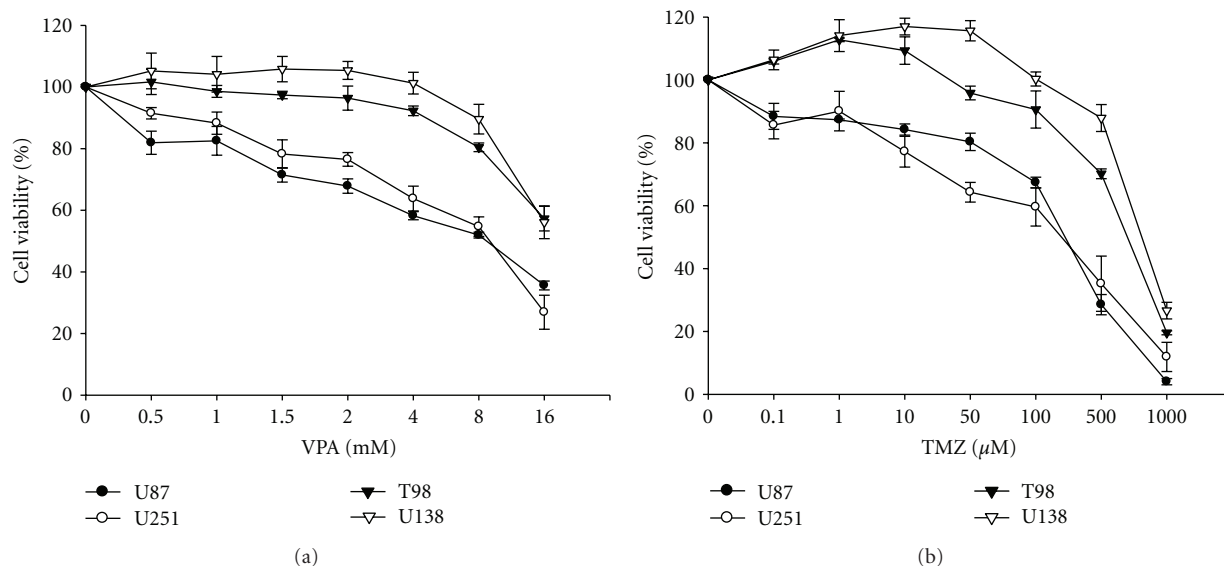 120
100
80
60
40
20
0
Cell viability (%)
0 0.5 1 1.5 2 4 8 16
VPA (mM)
U87
U251
T98
U138
(a)
120
100
80
60
40
20
0
Cell viability (%)
0 0.1 1 10 50 100 500 1000
TMZ (μM)
U87
U251
T98
U138
(b)